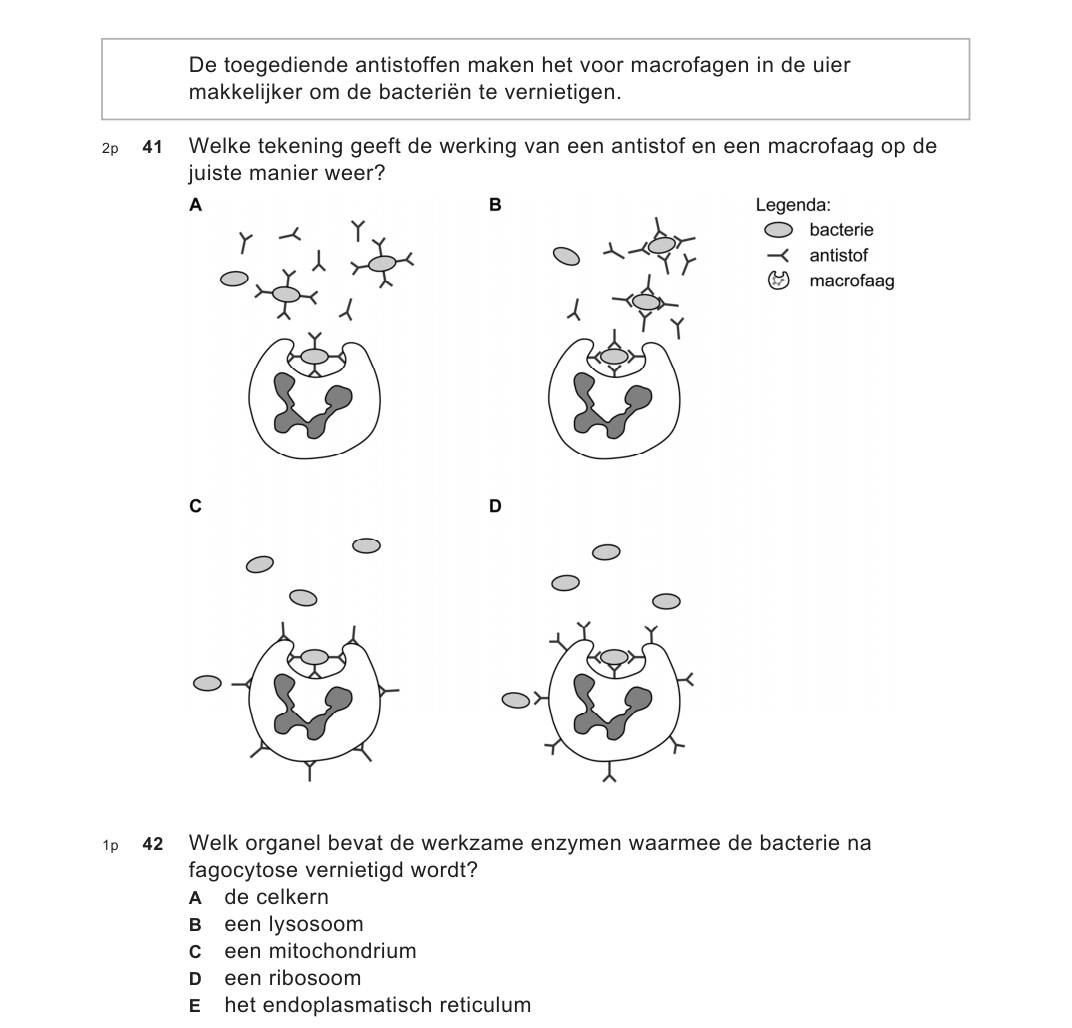 De toegediende antistoffen maken het voor macrofagen in de uier
makkelijker om de bacteriën te vernietigen.
2p 41 Welke tekening geeft de werking van een antistof en een macrofaag op de
juiste manier weer?
A B Legenda:
bacterie
antistof
macrofaag
C D
1p 42 Welk organel bevat de werkzame enzymen waarmee de bacterie na
fagocytose vernietigd wordt?
A de celkern
B een lysosoom
C een mitochondrium
D een ribosoom
E het endoplasmatisch reticulum